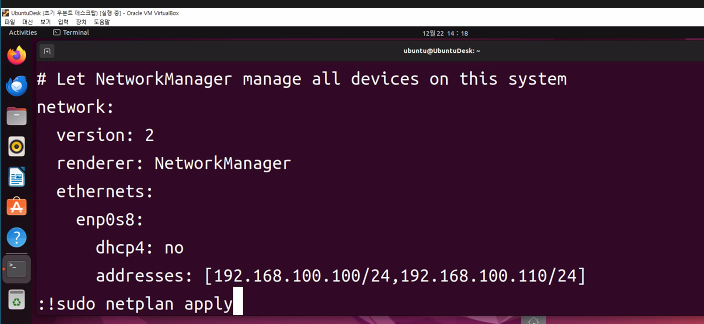 UbuntuDesk (초기 우분투 데스크탑) [실행 중] - Oracle VM VirtualBox
파일 머신 보기 입력 장치 도움말
Activities Terminal 12월 22 14 : 18
ubuntu@UbuntuDesk: ~
# Let NetworkManager manage all devices on this system
network:
  version: 2
  renderer: NetworkManager
  ethernets:
    enp0s8:
      dhcp4: no
      addresses: [192.168.100.100/24,192.168.100.110/24]
:!sudo netplan apply